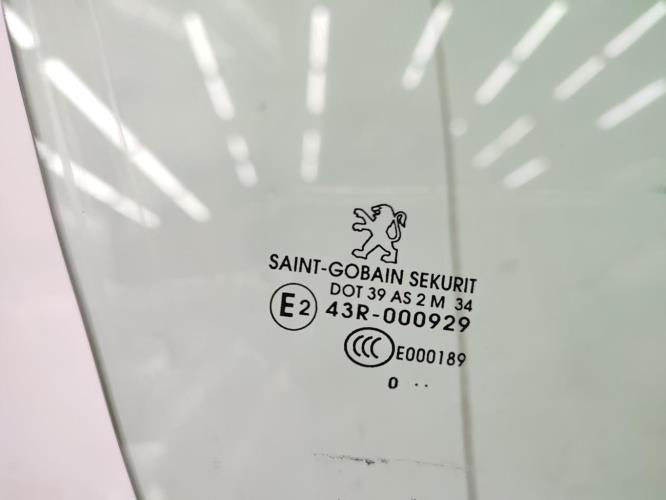 SAINT-GOBAIN SEKURIT
DOT 39 AS 2 M 34
E2 43R-000929
CCC E000189
0 ··